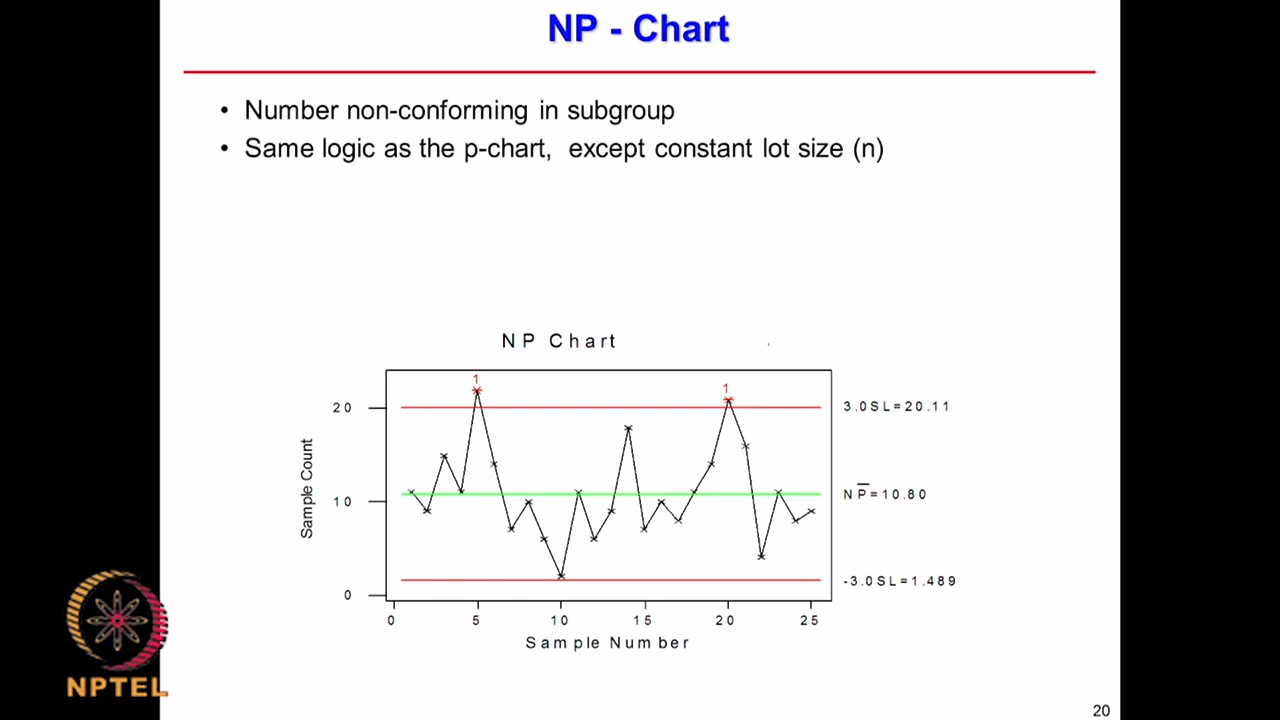 NP - Chart
• Number non-conforming in subgroup
• Same logic as the p-chart, except constant lot size (n)
NP Chart
1
1
20
10
0
Sample Count
3.0SL=20.11
NP̅=10.80
-3.0SL=1.489
0 5 10 15 20 25
Sample Number
NPTEL
20